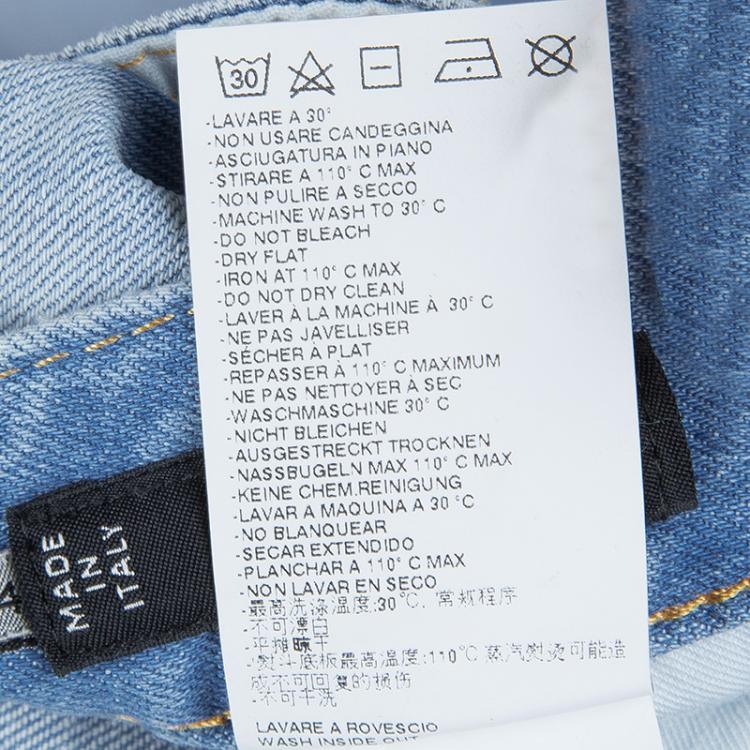 30
-LAVARE A 30°
-NON USARE CANDEGGINA
-ASCIUGATURA IN PIANO
-STIRARE A 110°C MAX
-NON PULIRE A SECCO
-MACHINE WASH TO 30°C
-DO NOT BLEACH
-DRY FLAT
-IRON AT 110°C MAX
-DO NOT DRY CLEAN
-LAVER À LA MACHINE À 30°C
-NE PAS JAVELLISER
-SÉCHER À PLAT
-REPASSER À 110°C MAXIMUM
-NE PAS NETTOYER À SEC
-WASCHMASCHINE 30°C
-NICHT BLEICHEN
-AUSGESTRECKT TROCKNEN
-NASSBUGELN MAX 110°C MAX
-KEINE CHEM.REINIGUNG
-LAVAR A MAQUINA A 30°C
-NO BLANQUEAR
-SECAR EXTENDIDO
-PLANCHAR A 110°C MAX
-NON LAVAR EN SECO
-最高洗涤温度:30°C, 常规程序
-不可漂白
-平摊晾干
-熨斗底板最高温度:110°C 蒸汽熨烫可能造
成不可回复的损伤
-不可干洗
LAVARE A ROVESCIO
WASH INSIDE OUT
MADE
IN
ITALY